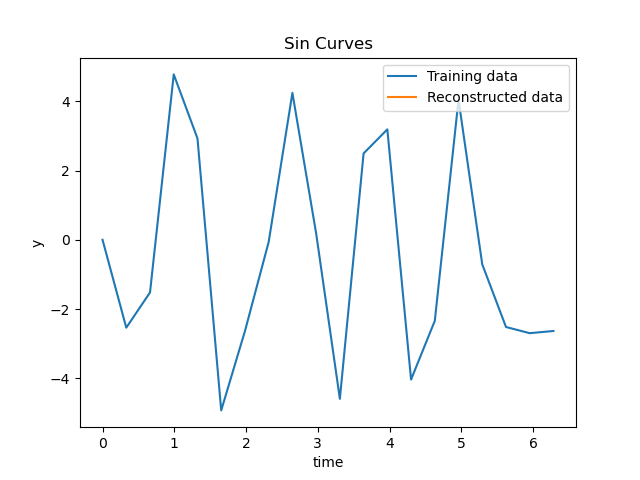 Sin Curves
Training data
Reconstructed data
y
4
2
0
−2
−4
0 1 2 3 4 5 6
time